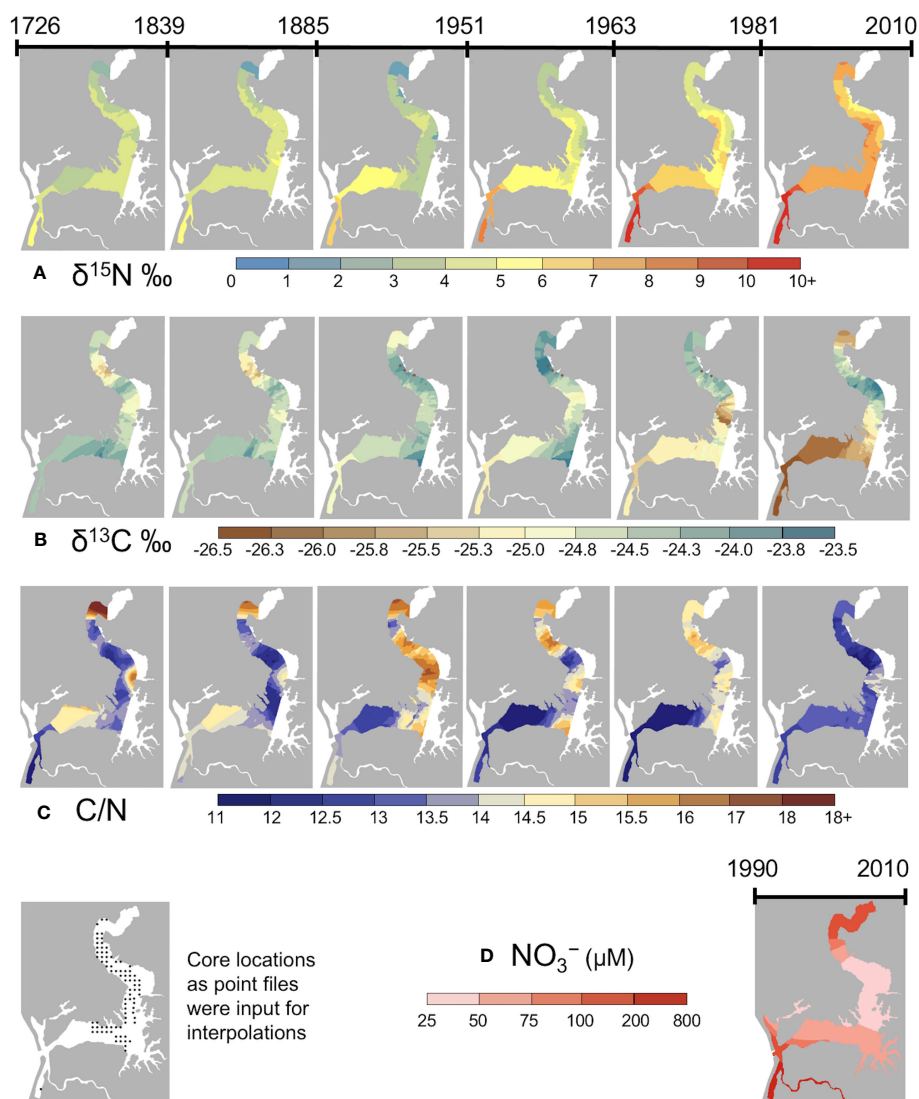 1726 1839 1885 1951 1963 1981 2010
A δ¹⁵N ‰
0 1 2 3 4 5 6 7 8 9 10 10+
B δ¹³C ‰
-26.5 -26.3 -26.0 -25.8 -25.5 -25.3 -25.0 -24.8 -24.5 -24.3 -24.0 -23.8 -23.5
C C/N
11 12 12.5 13 13.5 14 14.5 15 15.5 16 17 18 18+
1990 2010
Core locations
as point files
were input for
interpolations
D NO₃⁻ (µM)
25 50 75 100 200 800